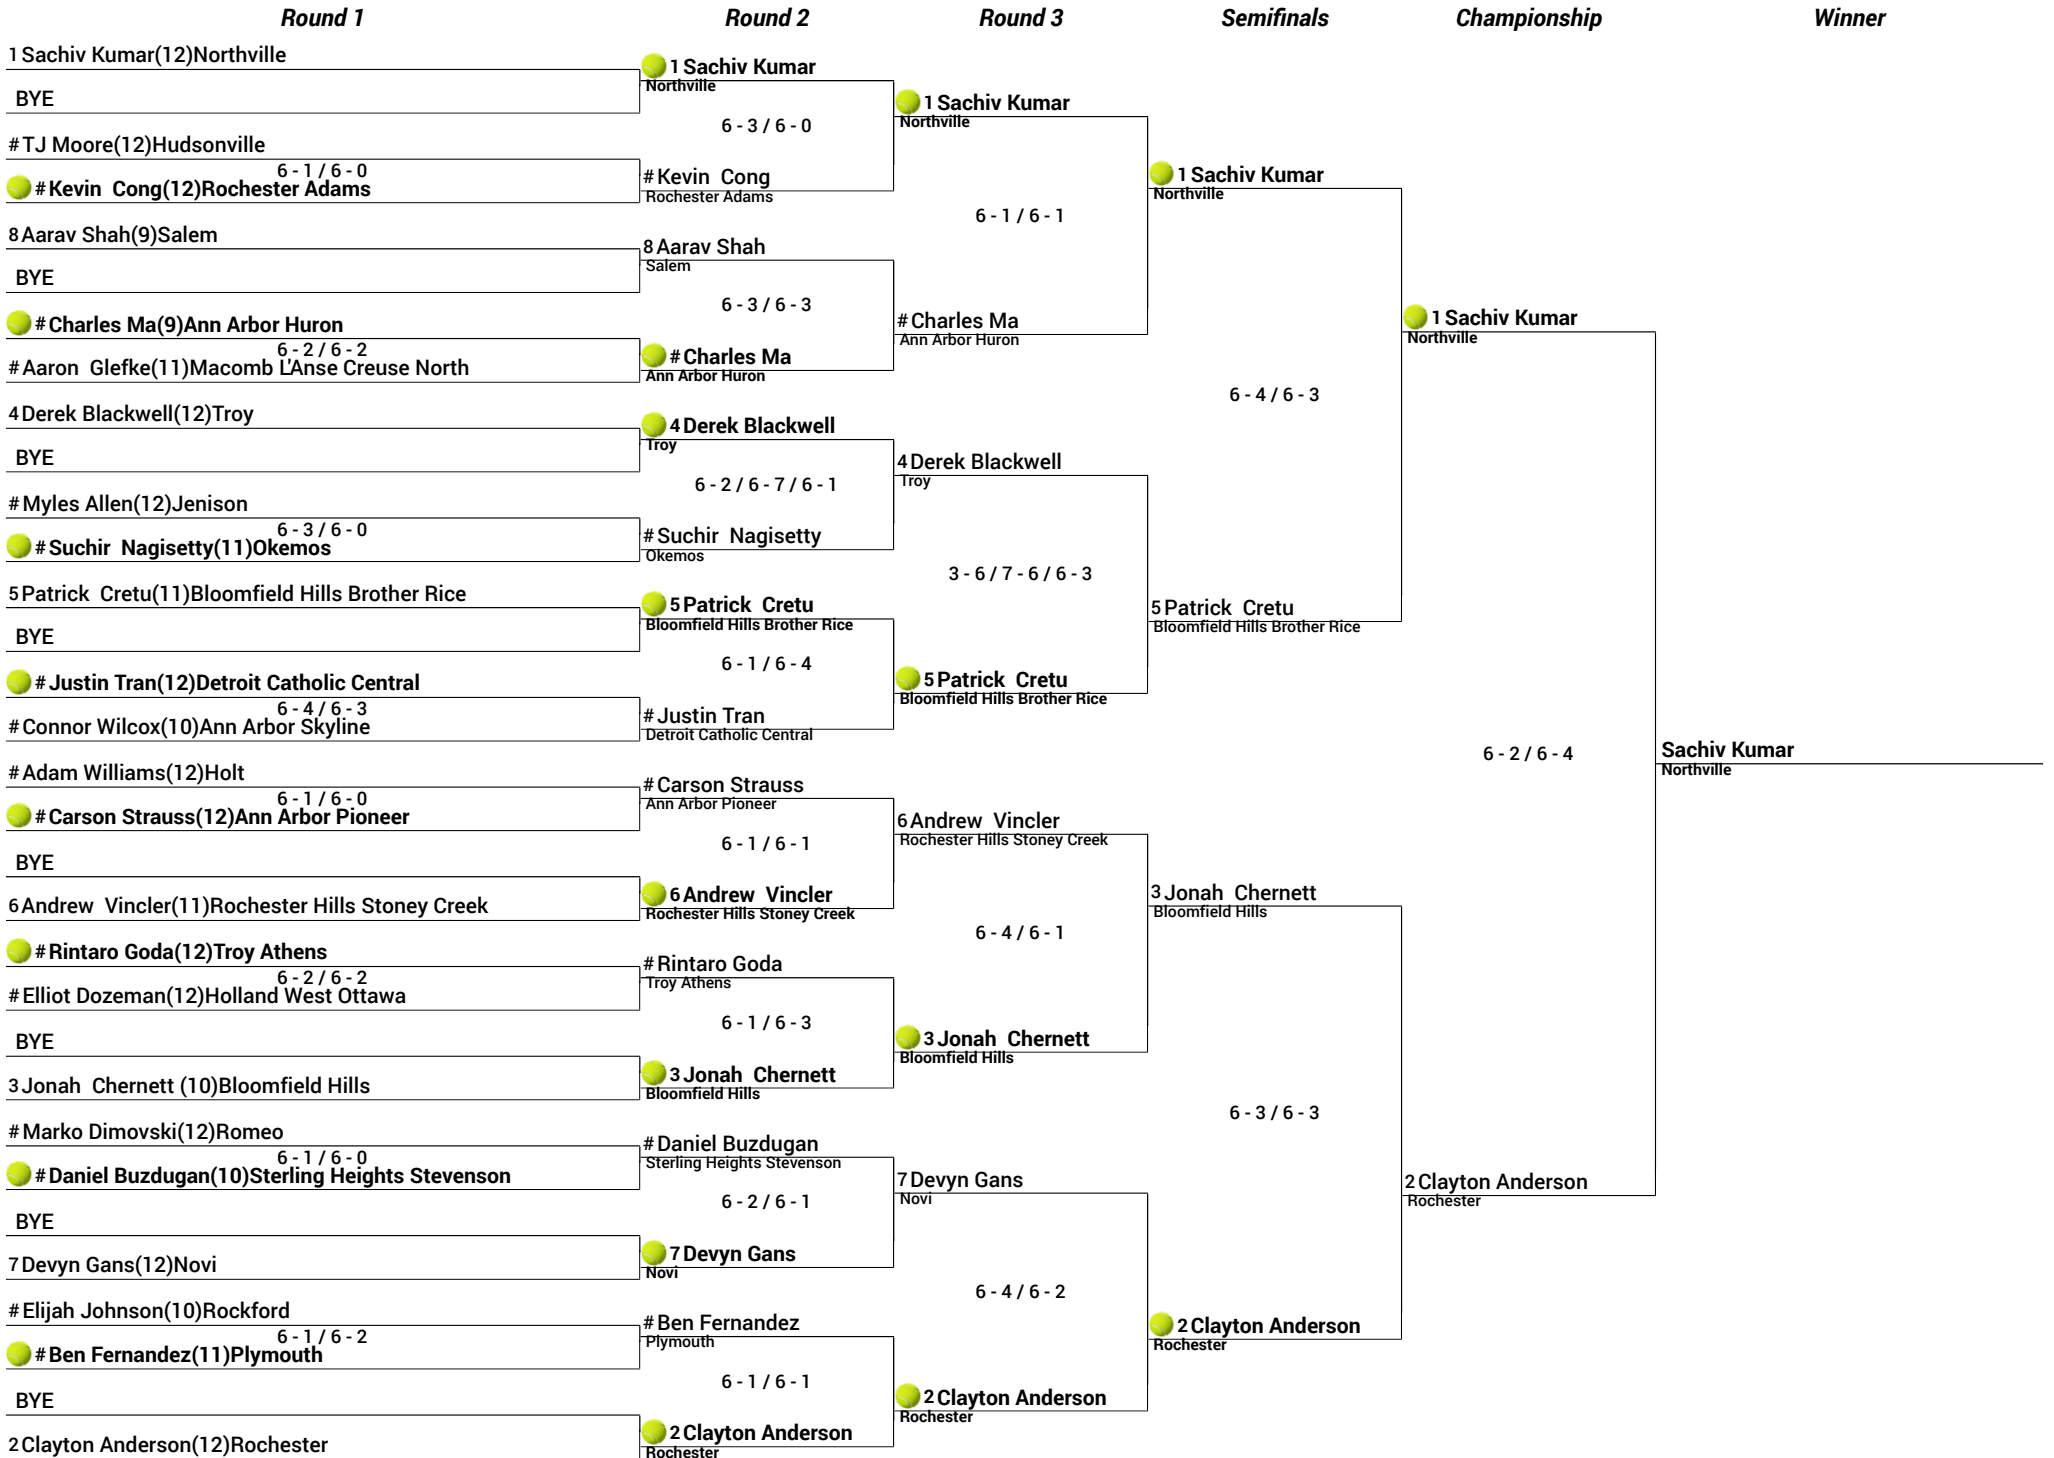 Round 1 Round 2 Round 3 Semifinals Championship Winner
1 Sachiv Kumar(12)Northville
BYE
# TJ Moore(12)Hudsonville
6 - 1 / 6 - 0
# Kevin Cong(12)Rochester Adams
8 Aarav Shah(9)Salem
BYE
# Charles Ma(9)Ann Arbor Huron
6 - 2 / 6 - 2
# Aaron Glefke(11)Macomb L'Anse Creuse North
4 Derek Blackwell(12)Troy
BYE
# Myles Allen(12)Jenison
6 - 3 / 6 - 0
# Suchir Nagisetty(11)Okemos
5 Patrick Cretu(11)Bloomfield Hills Brother Rice
BYE
# Justin Tran(12)Detroit Catholic Central
6 - 4 / 6 - 3
# Connor Wilcox(10)Ann Arbor Skyline
# Adam Williams(12)Holt
6 - 1 / 6 - 0
# Carson Strauss(12)Ann Arbor Pioneer
BYE
6 Andrew Vincler(11)Rochester Hills Stoney Creek
# Rintaro Goda(12)Troy Athens
6 - 2 / 6 - 2
# Elliot Dozeman(12)Holland West Ottawa
BYE
3 Jonah Chernett (10)Bloomfield Hills
# Marko Dimovski(12)Romeo
6 - 1 / 6 - 0
# Daniel Buzdugan(10)Sterling Heights Stevenson
BYE
7 Devyn Gans(12)Novi
# Elijah Johnson(10)Rockford
6 - 1 / 6 - 2
# Ben Fernandez(11)Plymouth
BYE
2 Clayton Anderson(12)Rochester
1 Sachiv Kumar
Northville
6 - 3 / 6 - 0
# Kevin Cong
Rochester Adams
8 Aarav Shah
Salem
6 - 3 / 6 - 3
# Charles Ma
Ann Arbor Huron
4 Derek Blackwell
Troy
6 - 2 / 6 - 7 / 6 - 1
# Suchir Nagisetty
Okemos
5 Patrick Cretu
Bloomfield Hills Brother Rice
6 - 1 / 6 - 4
# Justin Tran
Detroit Catholic Central
# Carson Strauss
Ann Arbor Pioneer
6 - 1 / 6 - 1
6 Andrew Vincler
Rochester Hills Stoney Creek
# Rintaro Goda
Troy Athens
6 - 1 / 6 - 3
3 Jonah Chernett
Bloomfield Hills
# Daniel Buzdugan
Sterling Heights Stevenson
6 - 2 / 6 - 1
7 Devyn Gans
Novi
# Ben Fernandez
Plymouth
6 - 1 / 6 - 1
2 Clayton Anderson
Rochester
1 Sachiv Kumar
Northville
6 - 1 / 6 - 1
# Charles Ma
Ann Arbor Huron
4 Derek Blackwell
Troy
3 - 6 / 7 - 6 / 6 - 3
5 Patrick Cretu
Bloomfield Hills Brother Rice
6 Andrew Vincler
Rochester Hills Stoney Creek
6 - 4 / 6 - 1
3 Jonah Chernett
Bloomfield Hills
7 Devyn Gans
Novi
6 - 4 / 6 - 2
2 Clayton Anderson
Rochester
1 Sachiv Kumar
Northville
6 - 4 / 6 - 3
5 Patrick Cretu
Bloomfield Hills Brother Rice
3 Jonah Chernett
Bloomfield Hills
6 - 3 / 6 - 3
2 Clayton Anderson
Rochester
1 Sachiv Kumar
Northville
6 - 2 / 6 - 4
2 Clayton Anderson
Rochester
Sachiv Kumar
Northville